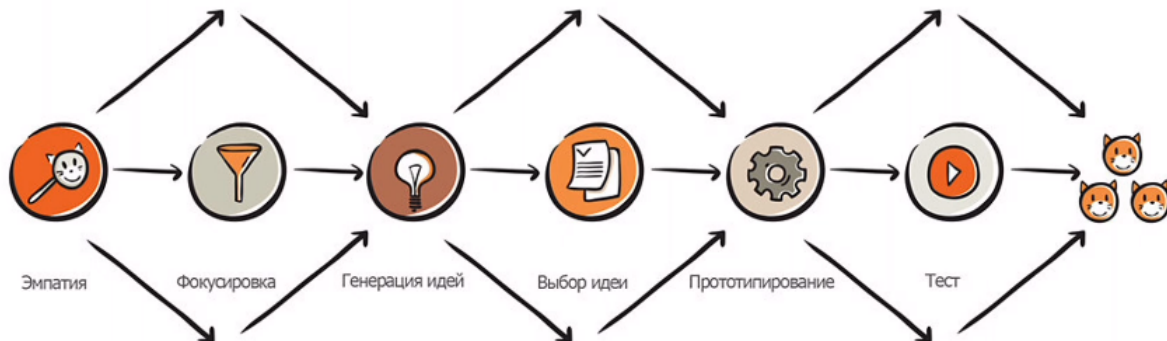 Эмпатия
Фокусировка
Генерация идей
Выбор идеи
Прототипирование
Тест